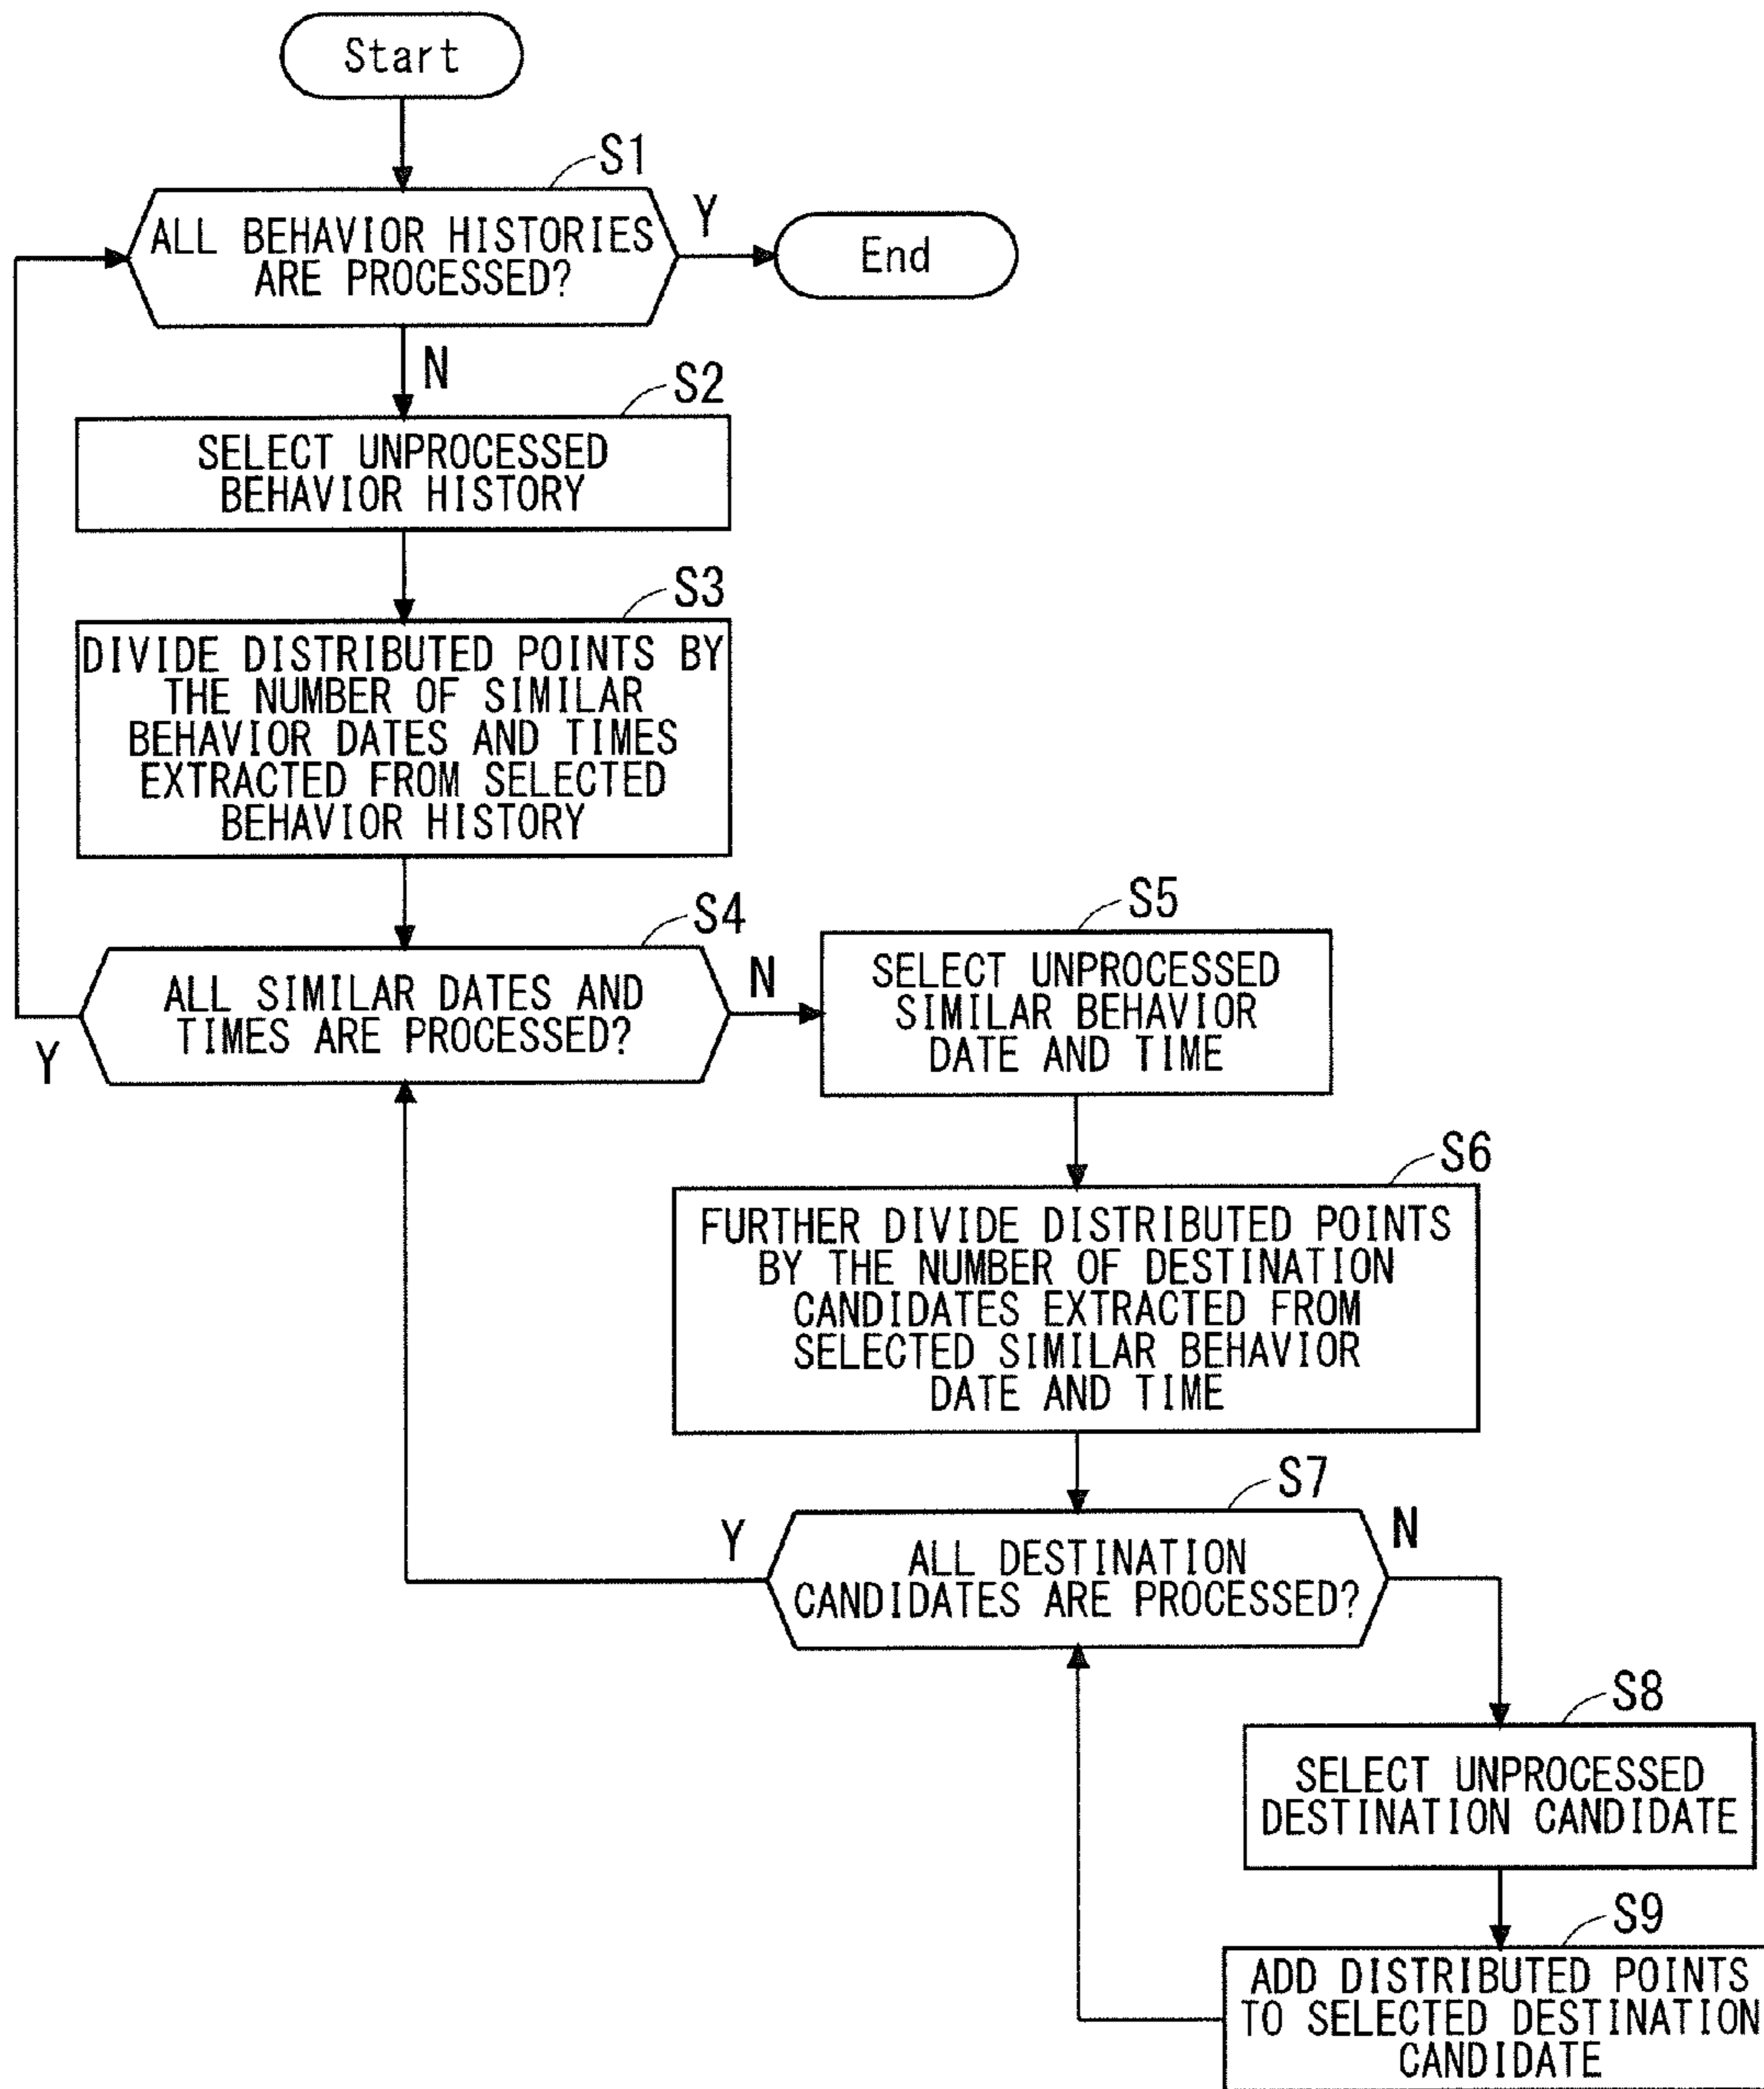 Start
S1
ALL BEHAVIOR HISTORIES
ARE PROCESSED?
Y
End
N
S2
SELECT UNPROCESSED
BEHAVIOR HISTORY
S3
DIVIDE DISTRIBUTED POINTS BY
THE NUMBER OF SIMILAR
BEHAVIOR DATES AND TIMES
EXTRACTED FROM SELECTED
BEHAVIOR HISTORY
S4
ALL SIMILAR DATES AND
TIMES ARE PROCESSED?
Y
N
S5
SELECT UNPROCESSED
SIMILAR BEHAVIOR
DATE AND TIME
S6
FURTHER DIVIDE DISTRIBUTED POINTS
BY THE NUMBER OF DESTINATION
CANDIDATES EXTRACTED FROM
SELECTED SIMILAR BEHAVIOR
DATE AND TIME
S7
Y
ALL DESTINATION
CANDIDATES ARE PROCESSED?
N
S8
SELECT UNPROCESSED
DESTINATION CANDIDATE
S9
ADD DISTRIBUTED POINTS
TO SELECTED DESTINATION
CANDIDATE